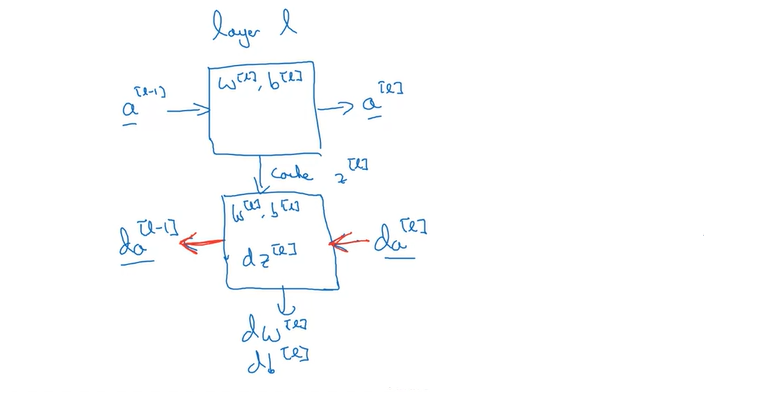 layer l
a^[l-1]
w^[l], b^[l]
a^[l]
cache z^[l]
w^[l], b^[l]
da^[l-1]
dz^[l]
da^[l]
dw^[l]
db^[l]